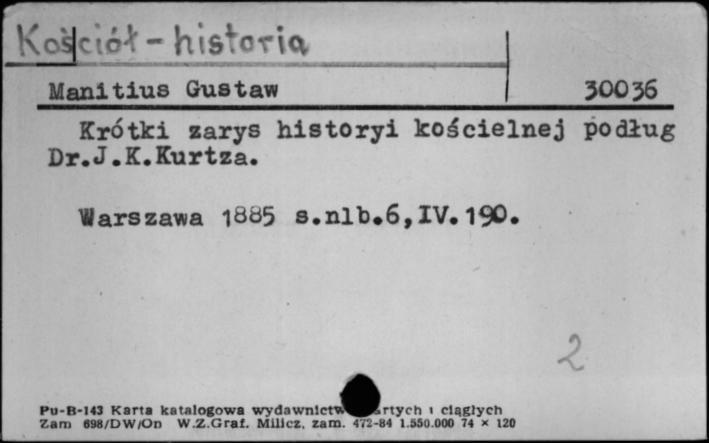 Kościół - historia
Manitius Gustaw 30036
Krótki zarys historyi kościelnej podług
Dr.J.K.Kurtza.
Warszawa 1885 s.nlb.6,IV.190.
2
Pu-B-143 Karta katalogowa wydawnictw i ciągłych
Zam 698/DW/On W.Z.Graf. Milicz, zam. 472-84 1.550.000 74 × 120